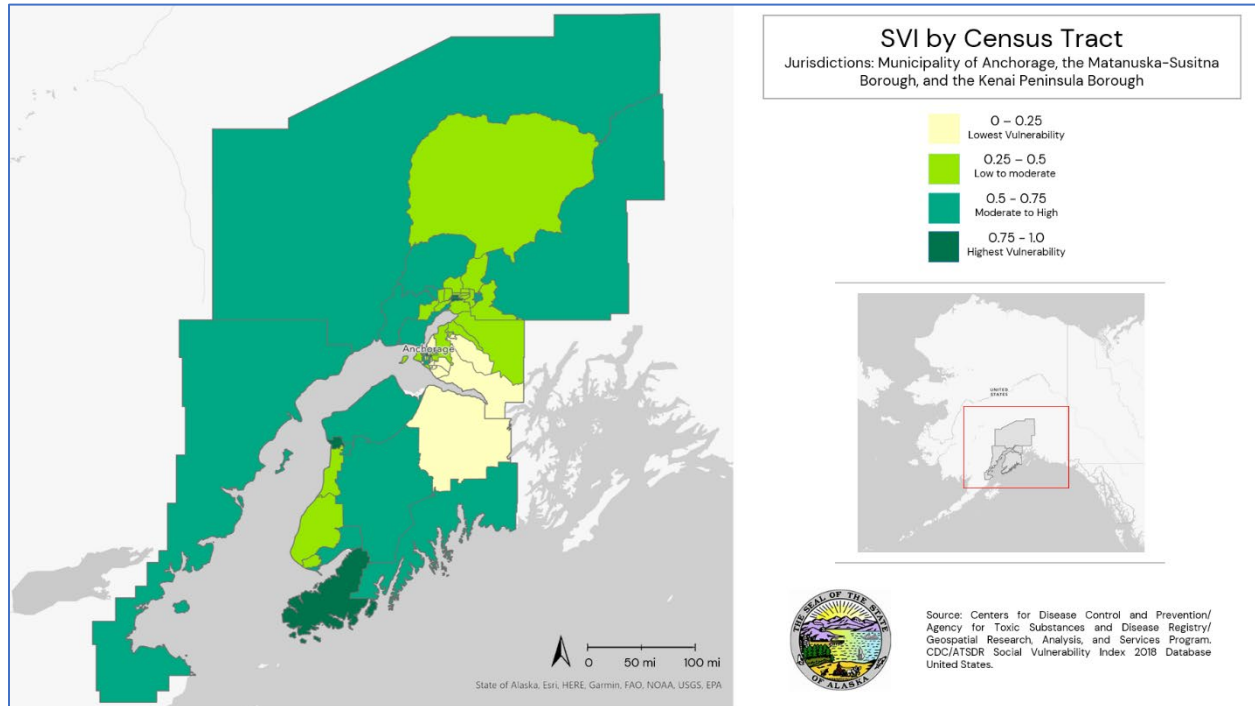 SVI by Census Tract
Jurisdictions: Municipality of Anchorage, the Matanuska-Susitna
Borough, and the Kenai Peninsula Borough
0 – 0.25
Lowest Vulnerability
0.25 – 0.5
Low to moderate
0.5 - 0.75
Moderate to High
0.75 - 1.0
Highest Vulnerability
Anchorage
UNITED
STATES
0 50 mi 100 mi
State of Alaska, Esri, HERE, Garmin, FAO, NOAA, USGS, EPA
THE SEAL OF THE STATE
OF ALASKA
Source: Centers for Disease Control and Prevention/
Agency for Toxic Substances and Disease Registry/
Geospatial Research, Analysis, and Services Program.
CDC/ATSDR Social Vulnerability Index 2018 Database
United States.